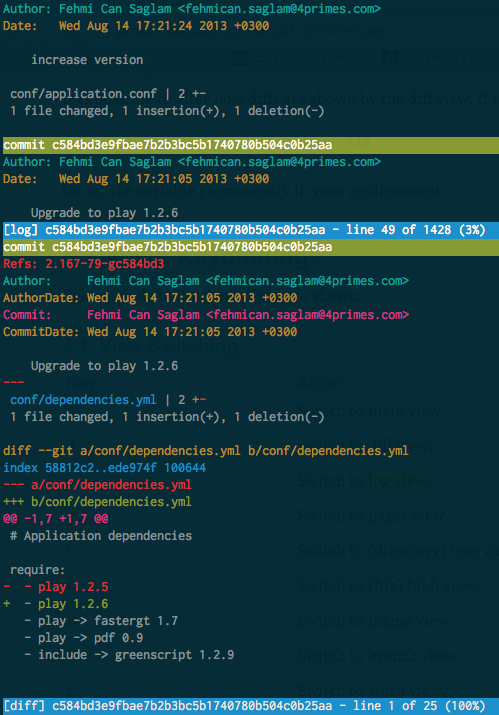 Author: Fehmi Can Saglam <fehmican.saglam@4primes.com>
Date:   Wed Aug 14 17:21:24 2013 +0300

    increase version

 conf/application.conf | 2 +-
 1 file changed, 1 insertion(+), 1 deletion(-)

commit c584bd3e9fbae7b2b3bc5b1740780b504c0b25aa
Author: Fehmi Can Saglam <fehmican.saglam@4primes.com>
Date:   Wed Aug 14 17:21:05 2013 +0300

    Upgrade to play 1.2.6
[log] c584bd3e9fbae7b2b3bc5b1740780b504c0b25aa - line 49 of 1428 (3%)
commit c584bd3e9fbae7b2b3bc5b1740780b504c0b25aa
Refs: 2.167-79-gc584bd3
Author:     Fehmi Can Saglam <fehmican.saglam@4primes.com>
AuthorDate: Wed Aug 14 17:21:05 2013 +0300
Commit:     Fehmi Can Saglam <fehmican.saglam@4primes.com>
CommitDate: Wed Aug 14 17:21:05 2013 +0300

    Upgrade to play 1.2.6
---
 conf/dependencies.yml | 2 +-
 1 file changed, 1 insertion(+), 1 deletion(-)

diff --git a/conf/dependencies.yml b/conf/dependencies.yml
index 58812c2..ede974f 100644
--- a/conf/dependencies.yml
+++ b/conf/dependencies.yml
@@ -1,7 +1,7 @@
 # Application dependencies

 require:
-  - play 1.2.5
+  - play 1.2.6
   - play -> fastergt 1.7
   - play -> pdf 0.9
   - include -> greenscript 1.2.9

[diff] c584bd3e9fbae7b2b3bc5b1740780b504c0b25aa - line 1 of 25 (100%)